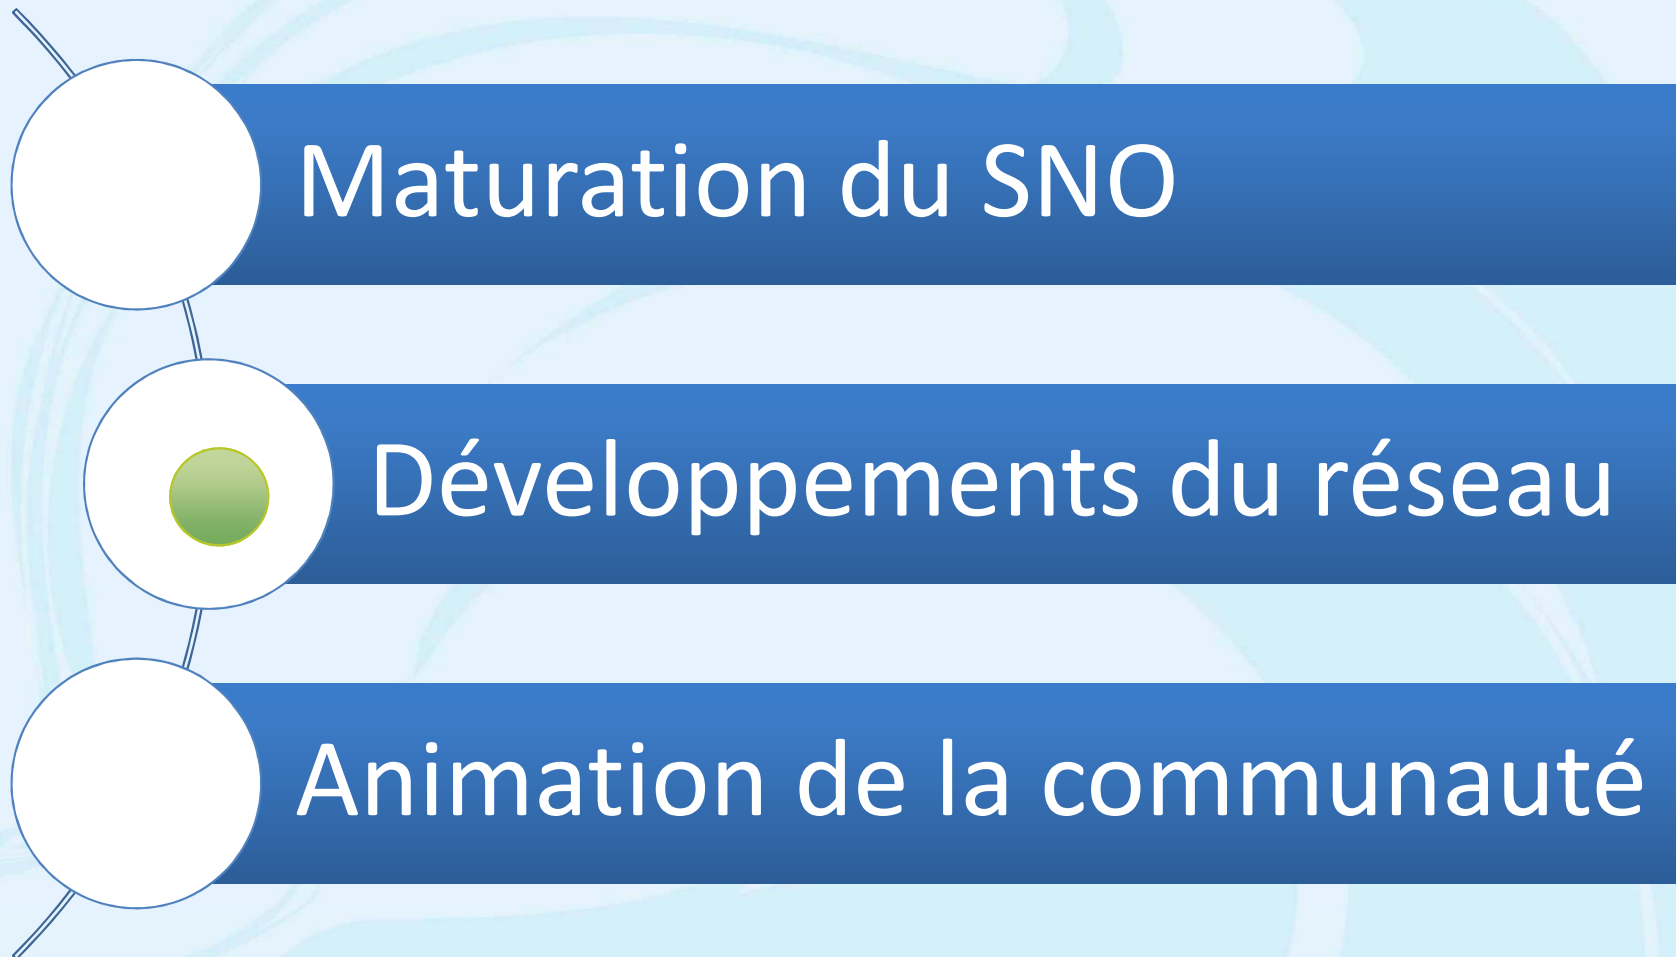 Maturation du SNO
Développements du réseau
Animation de la communauté